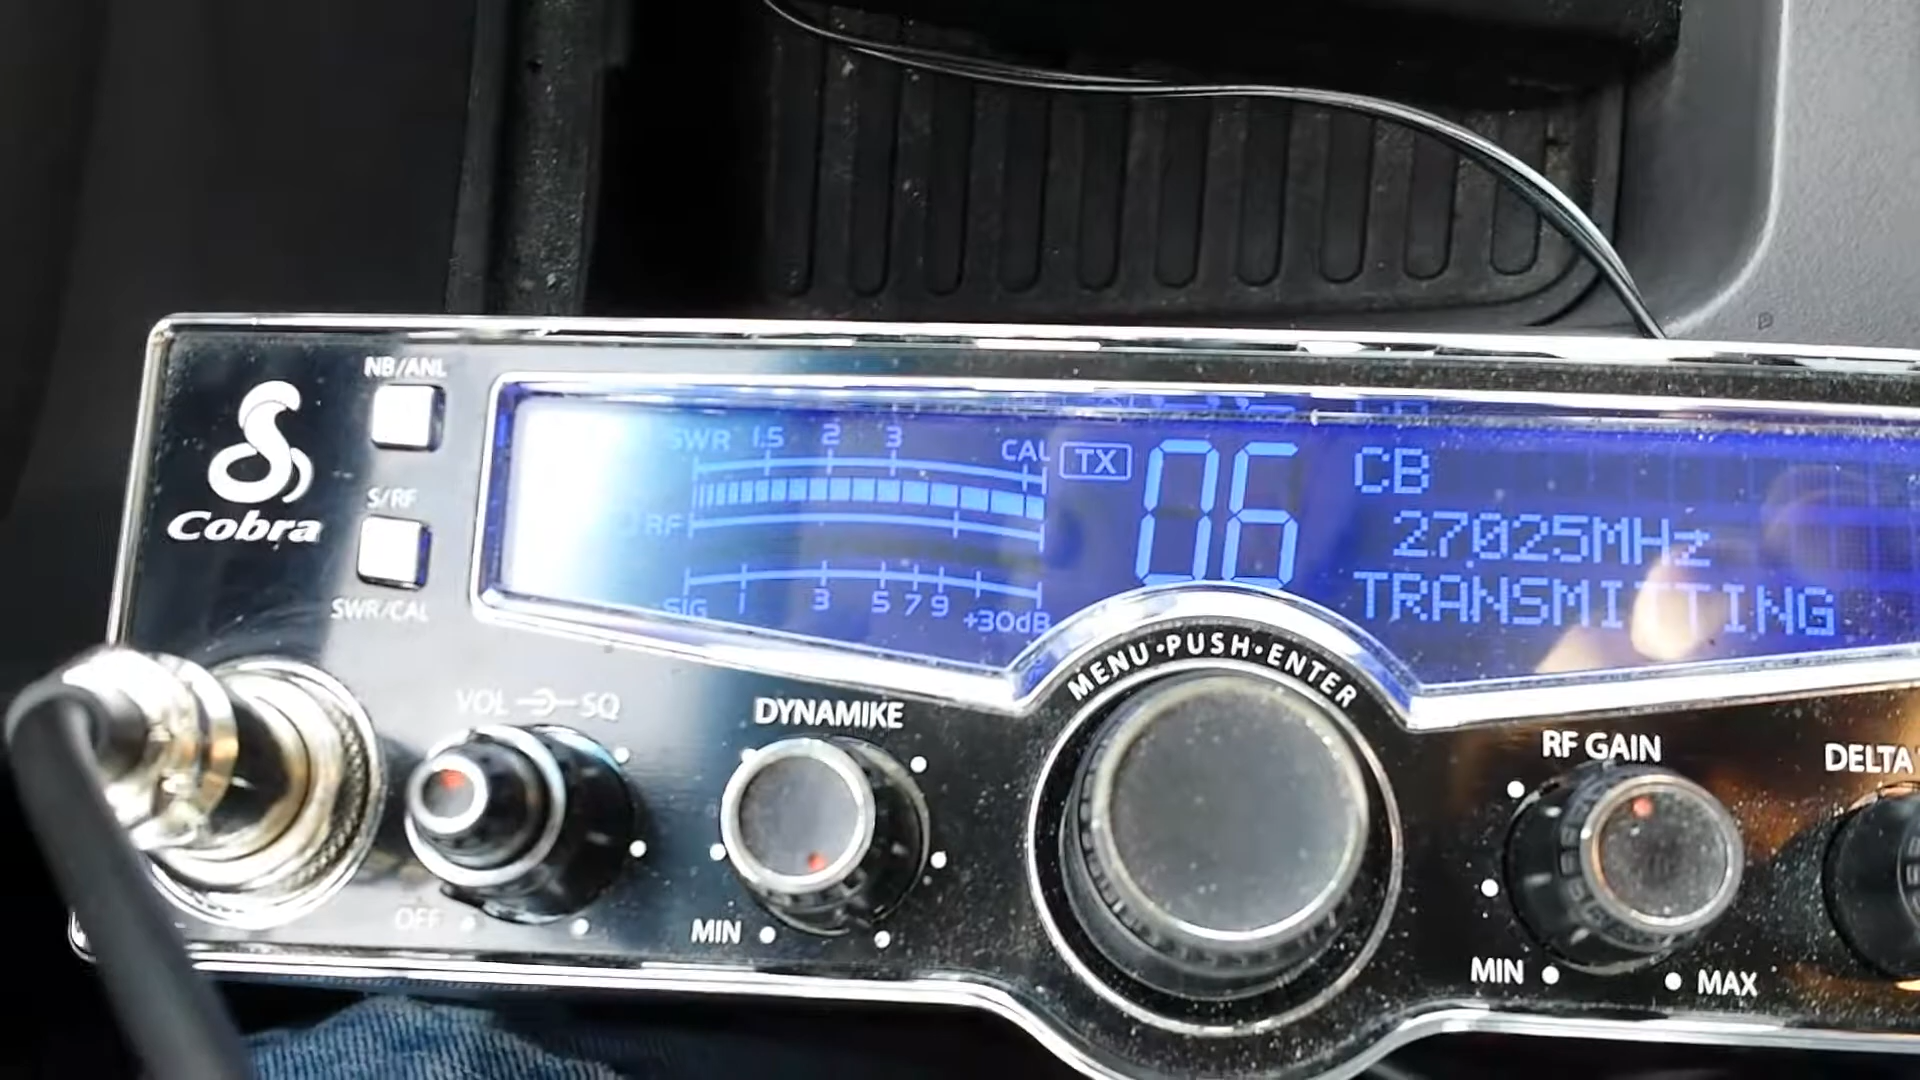 NB/ANL
S/RF
Cobra
SWR/CAL
SWR 1.5 2 3 CAL
RF
SIG 1 3 5 7 9 +30dB
TX
06
CB
27025MHz
TRANSMITTING
MENU·PUSH·ENTER
VOL SQ
OFF
DYNAMIKE
MIN
RF GAIN
MIN MAX
DELTA